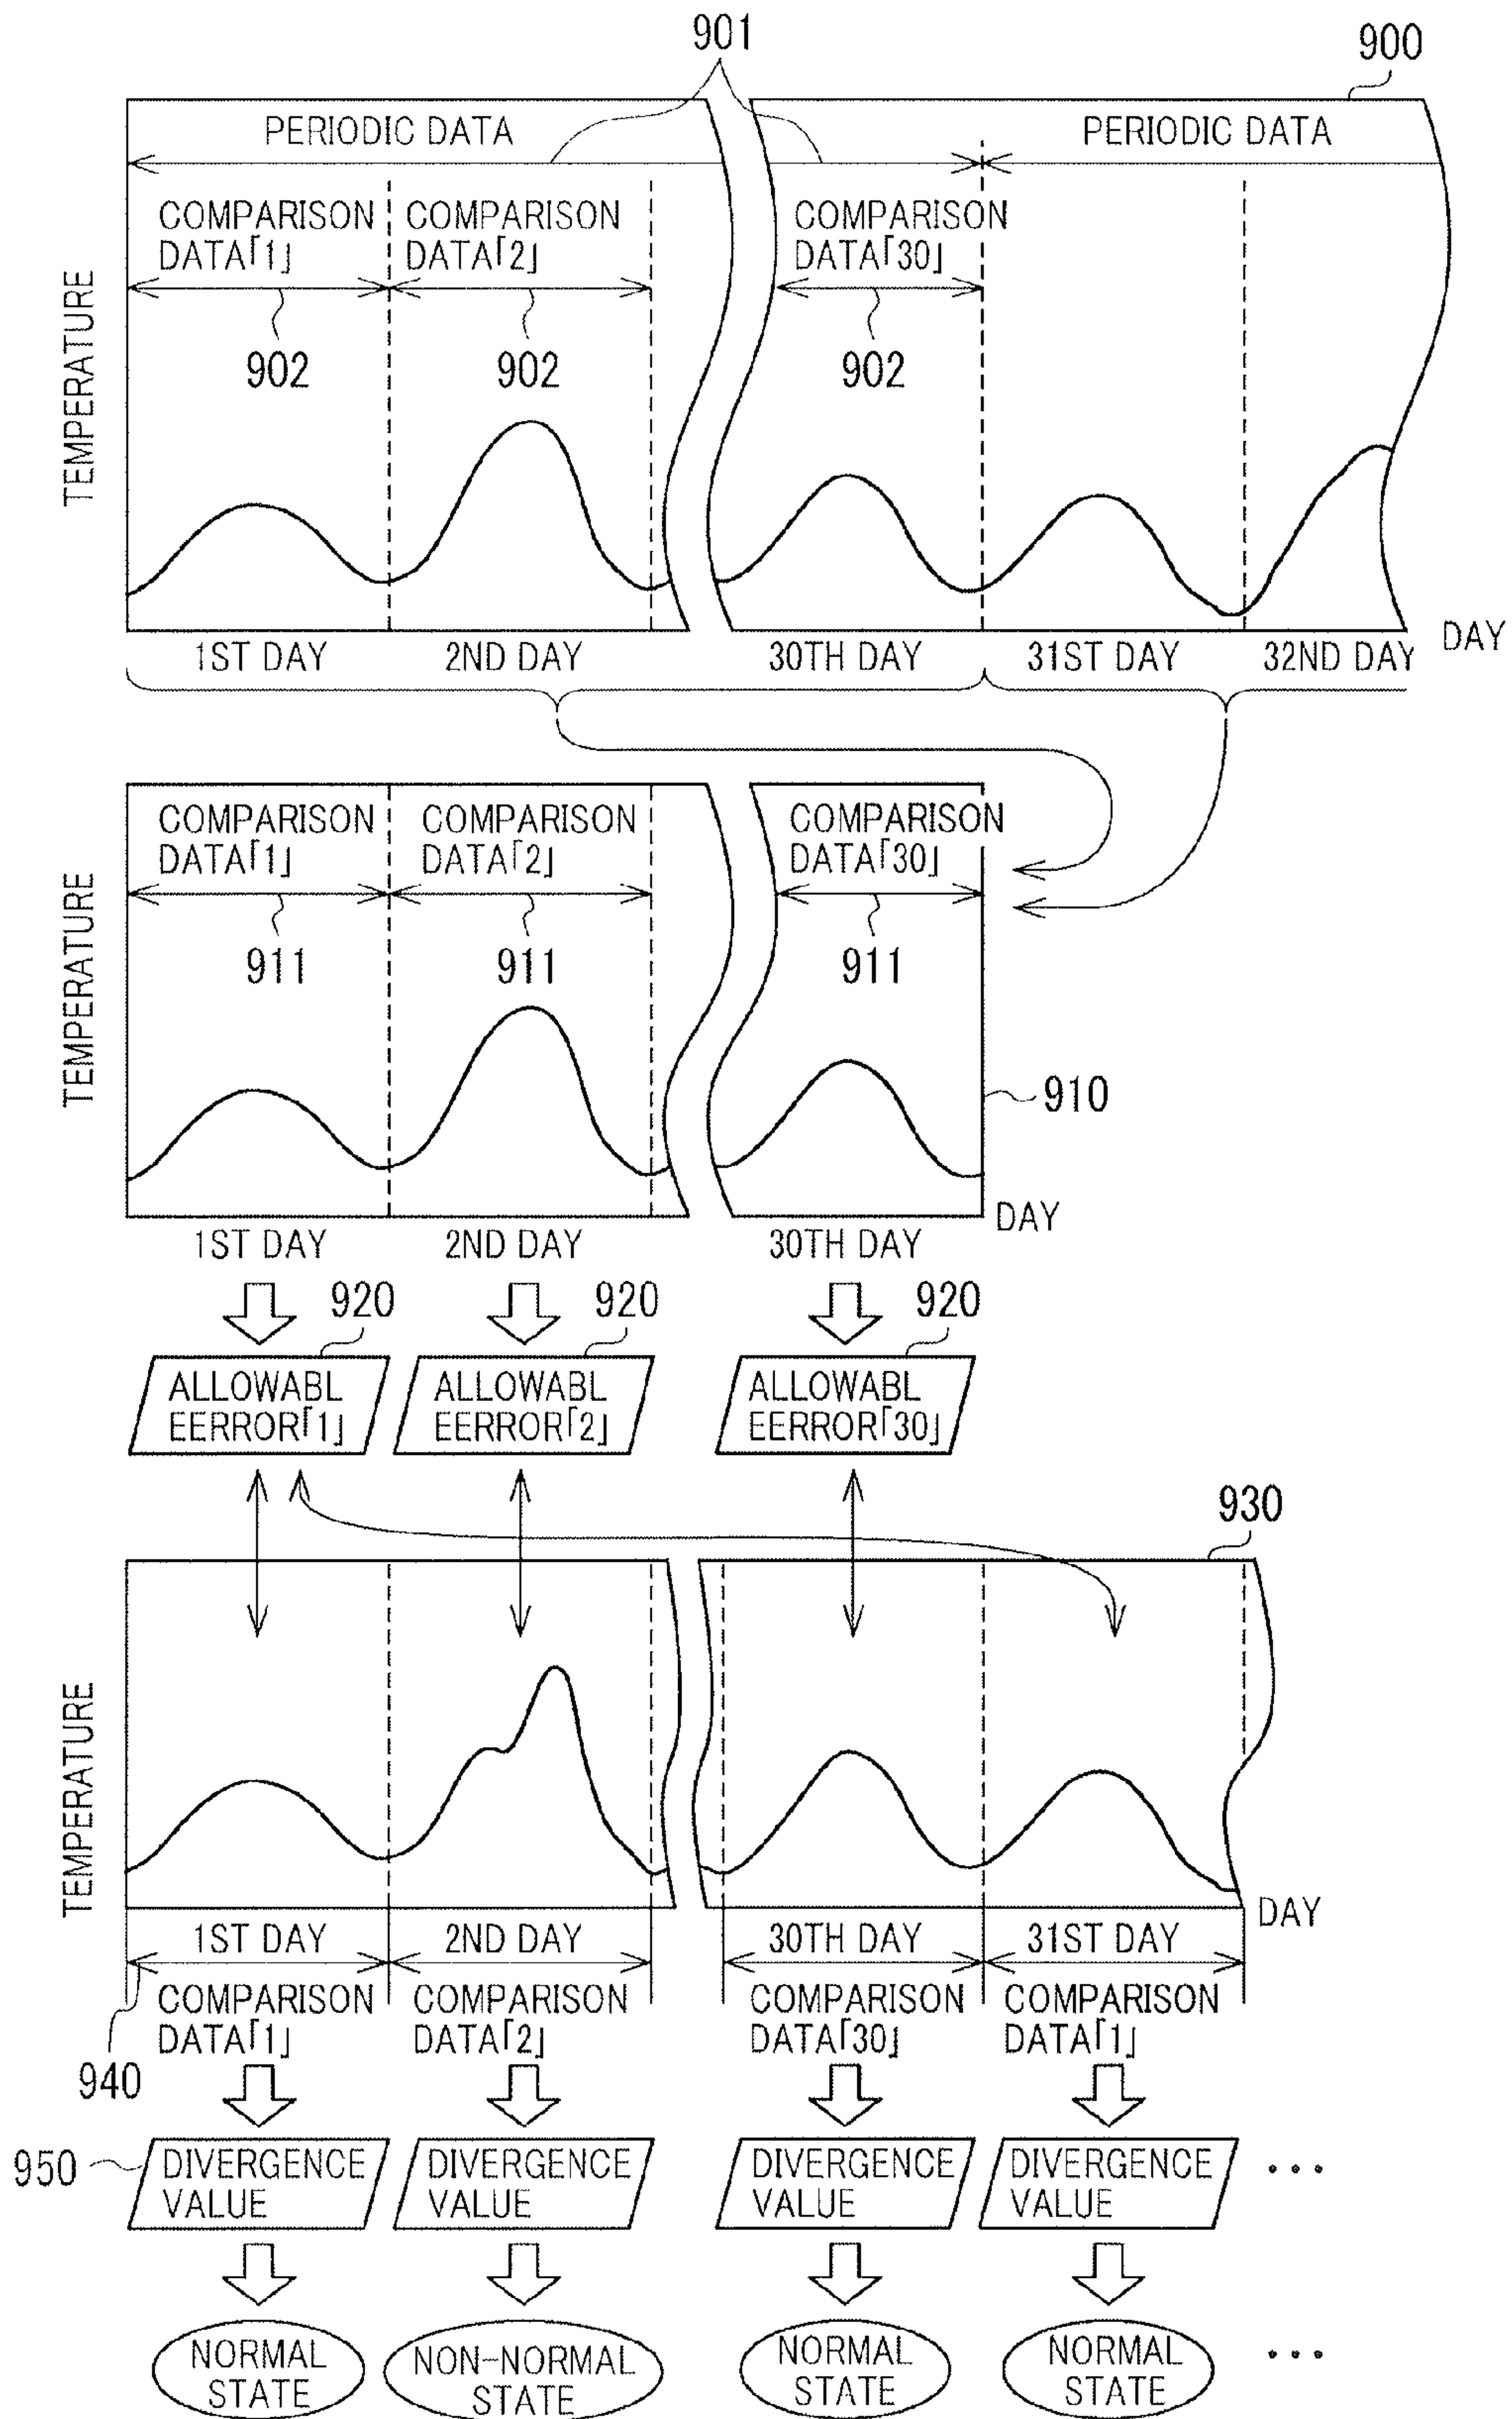 901
900
PERIODIC DATA
PERIODIC DATA
COMPARISON
DATA「1」
COMPARISON
DATA「2」
COMPARISON
DATA「30」
902
902
902
TEMPERATURE
1ST DAY
2ND DAY
30TH DAY
31ST DAY
32ND DAY
DAY
COMPARISON
DATA「1」
COMPARISON
DATA「2」
COMPARISON
DATA「30」
911
911
911
TEMPERATURE
910
DAY
1ST DAY
2ND DAY
30TH DAY
920
920
920
ALLOWABL
EERROR「1」
ALLOWABL
EERROR「2」
ALLOWABL
EERROR「30」
930
TEMPERATURE
DAY
1ST DAY
2ND DAY
30TH DAY
31ST DAY
COMPARISON
DATA「1」
COMPARISON
DATA「2」
COMPARISON
DATA「30」
COMPARISON
DATA「1」
940
950
DIVERGENCE
VALUE
DIVERGENCE
VALUE
DIVERGENCE
VALUE
DIVERGENCE
VALUE
...
NORMAL
STATE
NON-NORMAL
STATE
NORMAL
STATE
NORMAL
STATE
...